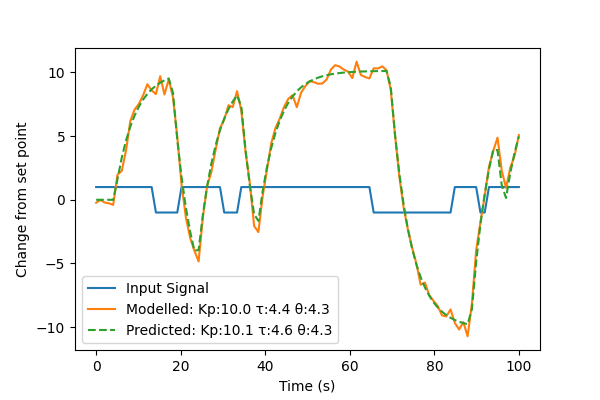 Change from set point
10
5
0
−5
−10
Input Signal
Modelled: Kp:10.0 τ:4.4 θ:4.3
Predicted: Kp:10.1 τ:4.6 θ:4.3
0 20 40 60 80 100
Time (s)